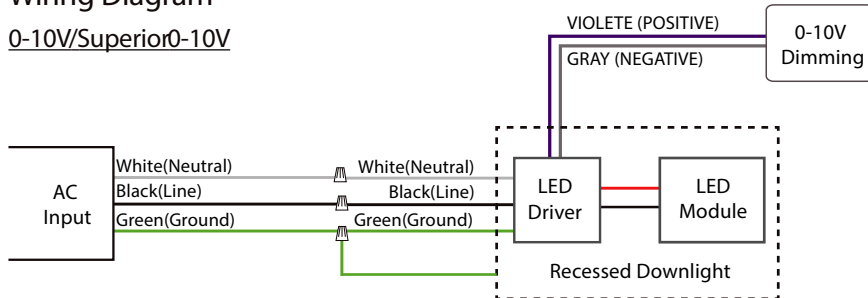 Wiring Diagram
0-10V/Superior0-10V
VIOLETE (POSITIVE)
GRAY (NEGATIVE)
0-10V
Dimming
White(Neutral)
Black(Line)
Green(Ground)
AC
Input
White(Neutral)
Black(Line)
Green(Ground)
LED
Driver
LED
Module
Recessed Downlight